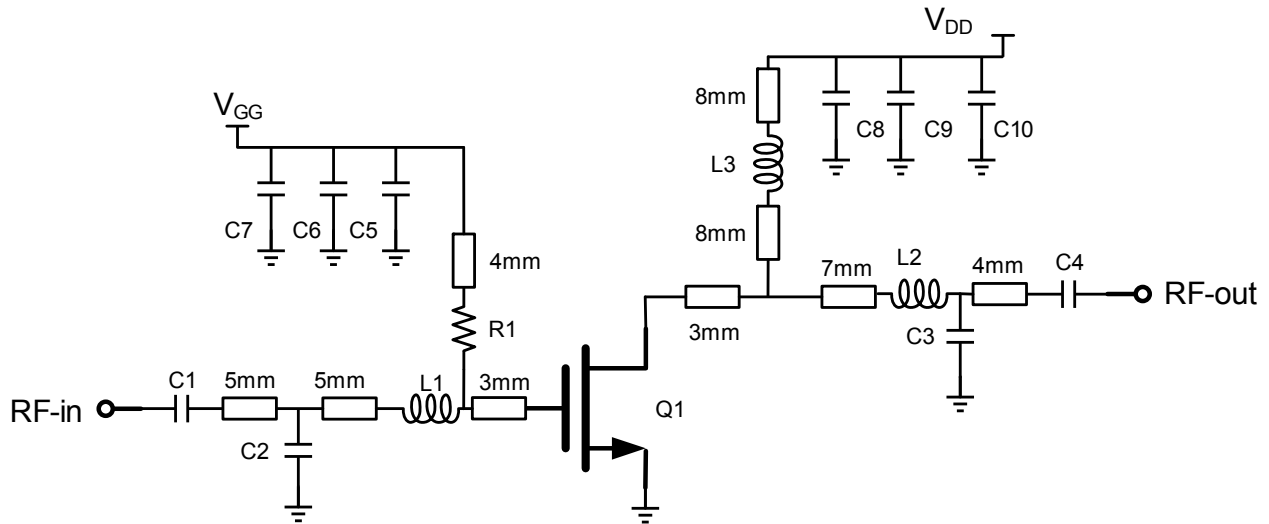 V_DD
8mm
C8
C9
C10
L3
8mm
V_GG
C7
C6
C5
4mm
R1
7mm
L2
4mm
C4
RF-out
3mm
C3
RF-in
C1
5mm
5mm
L1
3mm
C2
Q1